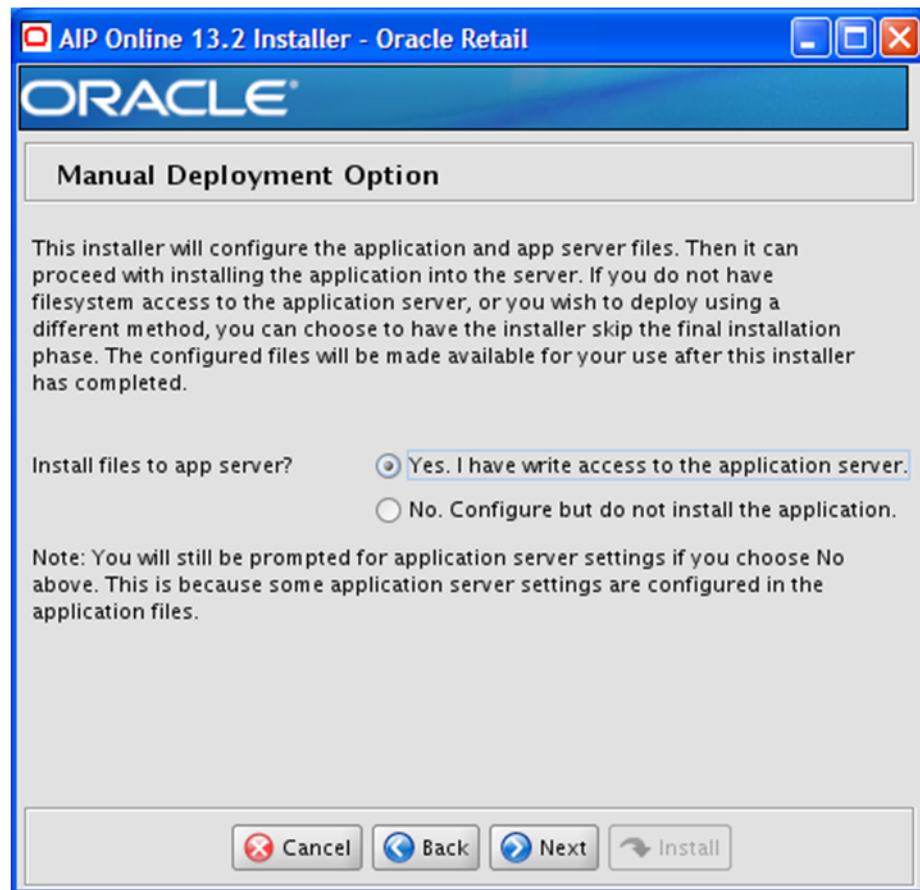 AIP Online 13.2 Installer - Oracle Retail
ORACLE®
Manual Deployment Option
This installer will configure the application and app server files. Then it can
proceed with installing the application into the server. If you do not have
filesystem access to the application server, or you wish to deploy using a
different method, you can choose to have the installer skip the final installation
phase. The configured files will be made available for your use after this installer
has completed.
Install files to app server? Yes. I have write access to the application server.
No. Configure but do not install the application.
Note: You will still be prompted for application server settings if you choose No
above. This is because some application server settings are configured in the
application files.
Cancel Back Next Install